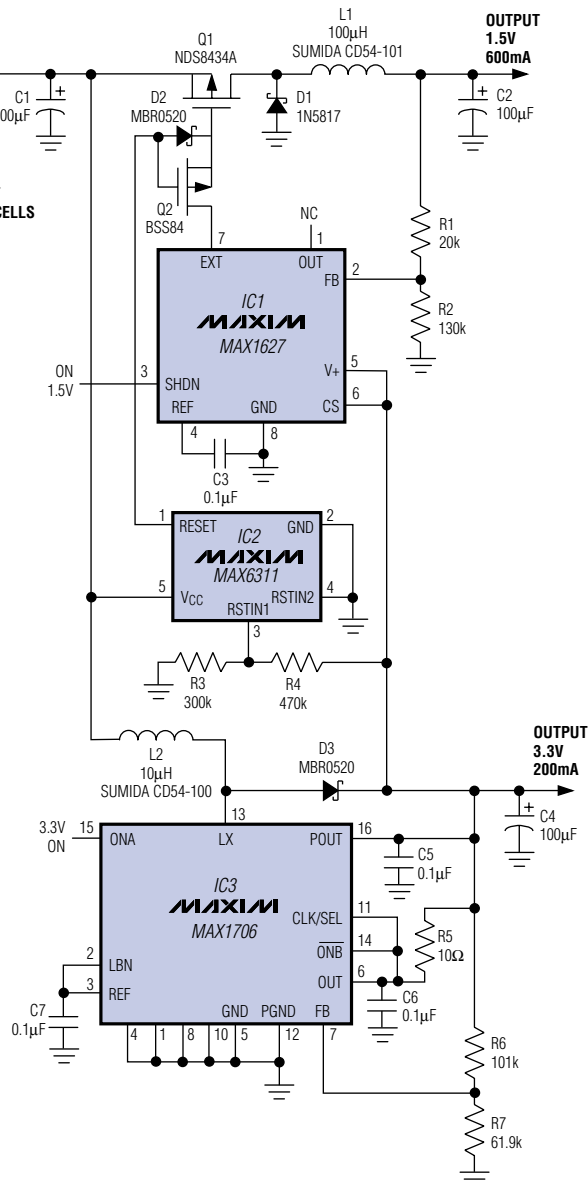 L1
100µH
SUMIDA CD54-101
OUTPUT
1.5V
600mA
Q1
NDS8434A
C1
00µF
D2
MBR0520
D1
1N5817
C2
100µF
CELLS
Q2
BSS84
NC
R1
20k
7
1
EXT
OUT
FB
2
IC1
MAXIM
MAX1627
R2
130k
ON
1.5V
3
SHDN
V+
5
CS
6
REF
GND
4
8
C3
0.1µF
1
RESET
GND
2
IC2
MAXIM
MAX6311
5
VCC
RSTIN2
4
RSTIN1
3
R3
300k
R4
470k
L2
10µH
SUMIDA CD54-100
D3
MBR0520
OUTPUT
3.3V
200mA
13
C4
100µF
3.3V
ON
15
ONA
LX
POUT
16
C5
0.1µF
IC3
MAXIM
MAX1706
CLK/SEL
11
ONB
14
R5
10Ω
2
LBN
OUT
6
3
REF
C6
0.1µF
C7
0.1µF
GND
PGND
FB
4
1
8
10
5
12
7
R6
101k
R7
61.9k